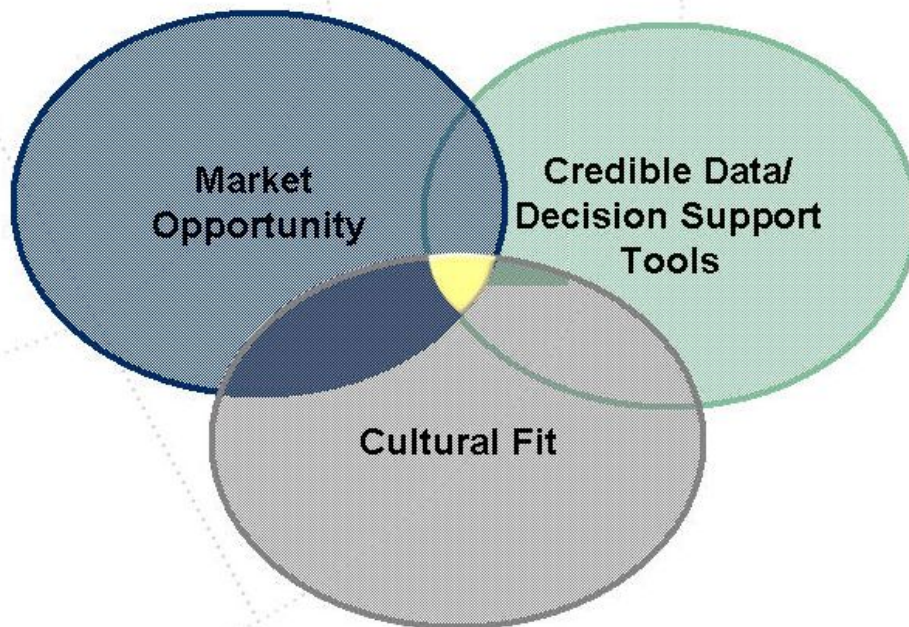 Market
Opportunity
Credible Data/
Decision Support
Tools
Cultural Fit